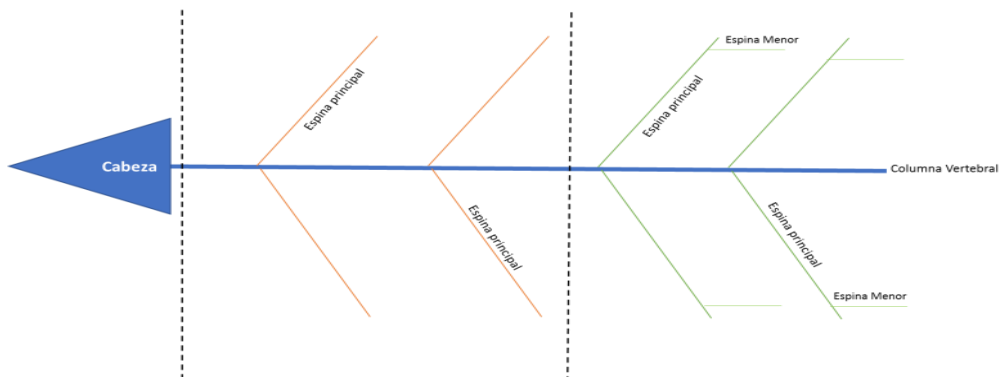 Espina Menor
Espina principal
Espina principal
Cabeza
Columna Vertebral
Espina principal
Espina principal
Espina Menor